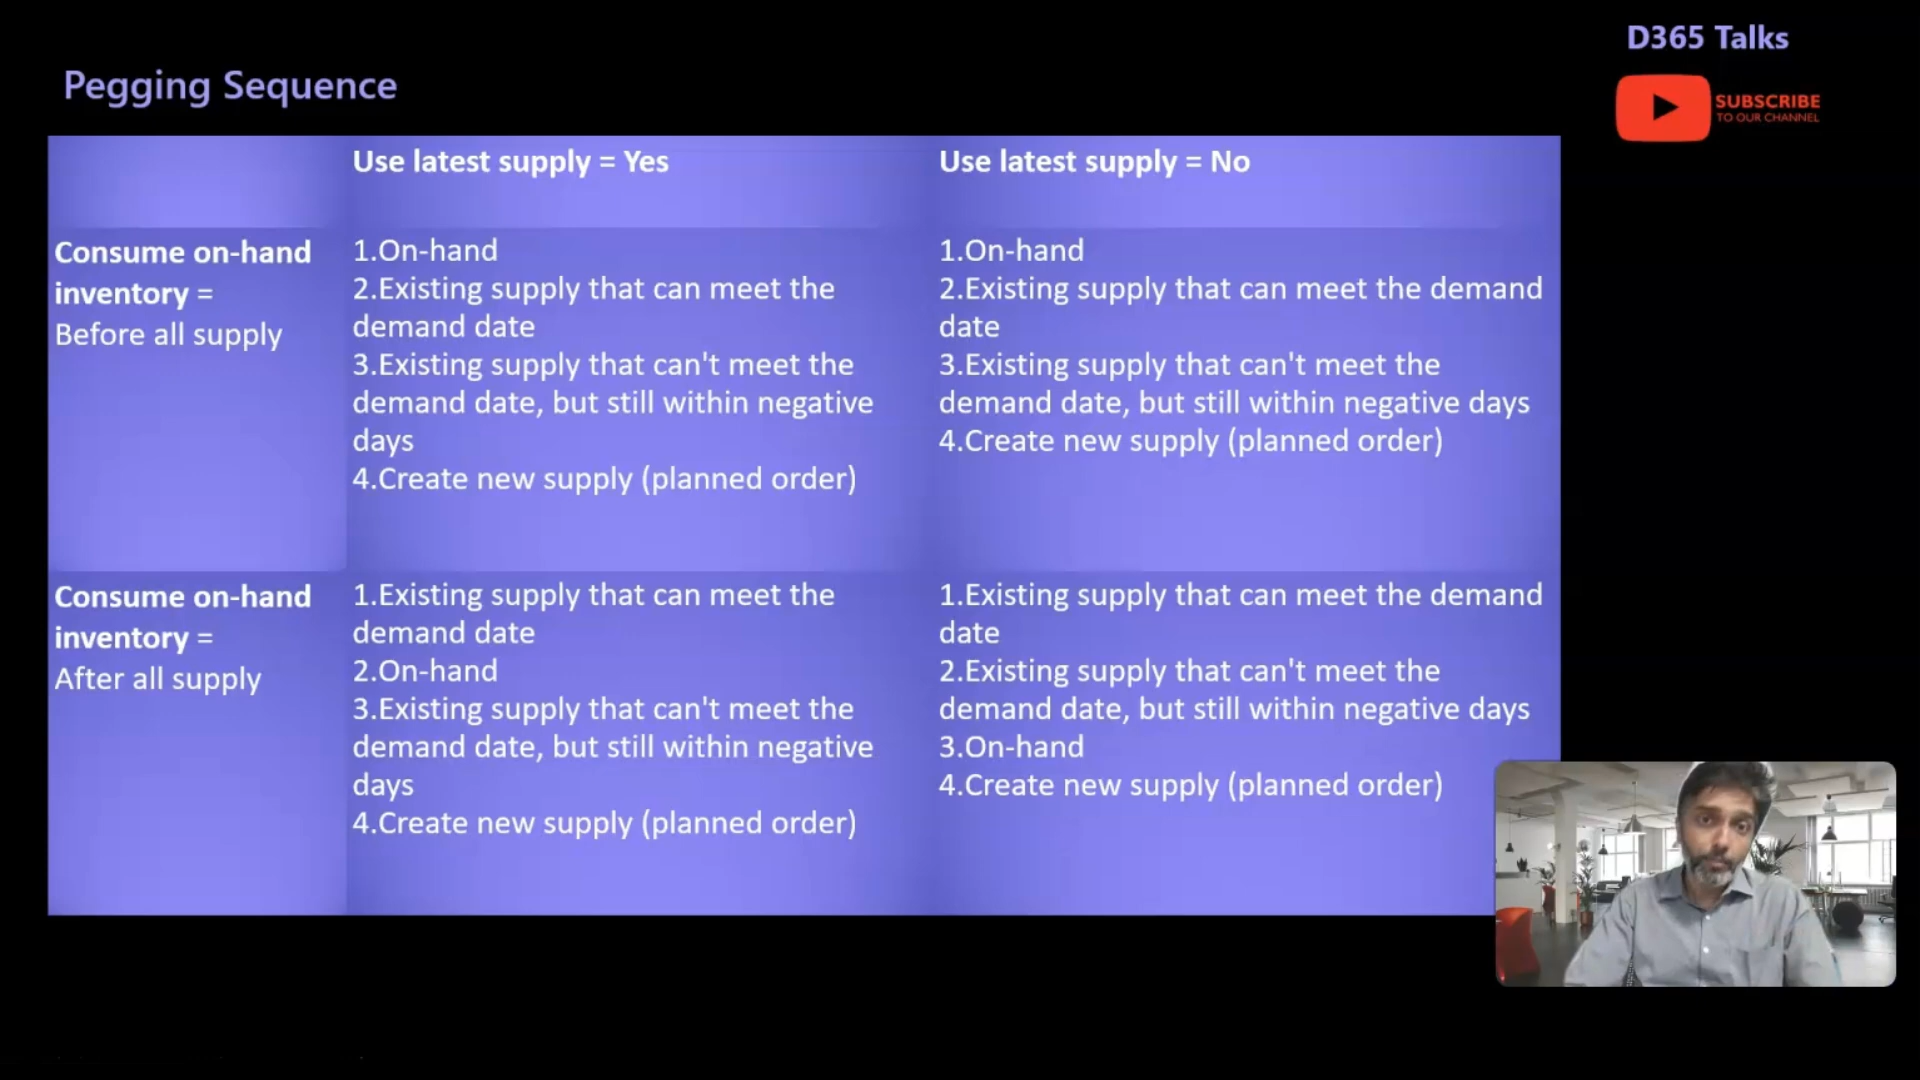 D365 Talks
SUBSCRIBE
TO OUR CHANNEL
Pegging Sequence
Use latest supply = Yes
Use latest supply = No
Consume on-hand
inventory =
Before all supply
1.On-hand
2.Existing supply that can meet the
demand date
3.Existing supply that can't meet the
demand date, but still within negative
days
4.Create new supply (planned order)
1.On-hand
2.Existing supply that can meet the demand
date
3.Existing supply that can't meet the
demand date, but still within negative days
4.Create new supply (planned order)
Consume on-hand
inventory =
After all supply
1.Existing supply that can meet the
demand date
2.On-hand
3.Existing supply that can't meet the
demand date, but still within negative
days
4.Create new supply (planned order)
1.Existing supply that can meet the demand
date
2.Existing supply that can't meet the
demand date, but still within negative days
3.On-hand
4.Create new supply (planned order)